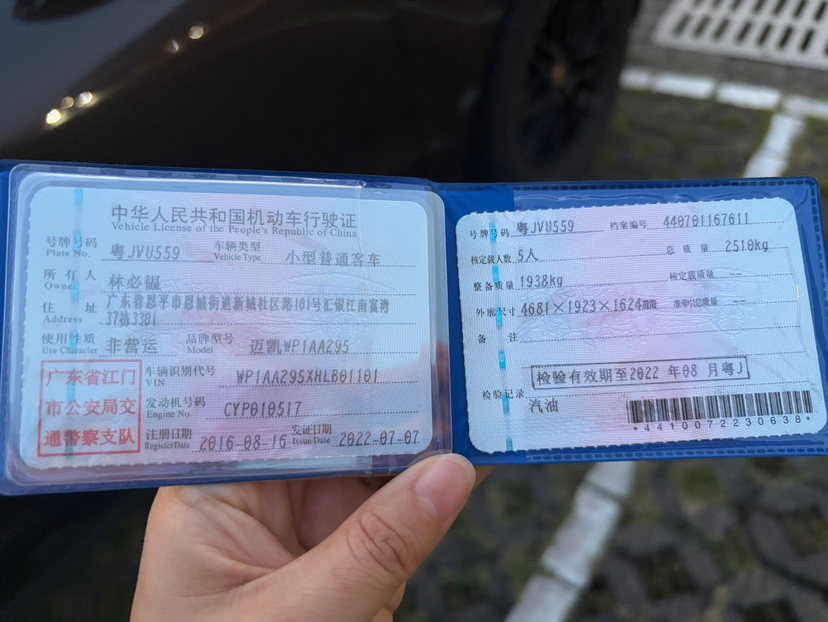 中华人民共和国机动车行驶证
Vehicle License of the People's Republic of China
号牌号码 粤JVU559 车辆类型 小型普通客车
Plate No. Vehicle Type
所有人 林必韫
Owner
住址 广东省恩平市恩城街道新城社区路101号汇银江南富湾
Address 37栋3301
使用性质 非营运 品牌型号 迈凯WP1AA295
Use Character Model
广东省江门
市公安局交
通警察支队
车辆识别代号 WP1AA295XHLB01101
VIN
发动机号码 CYP010517
Engine No.
注册日期 2016-08-16 发证日期 2022-07-07
Register Date Issue Date
号牌号码 粤JVU559 档案编号 440701167611
核定载人数 5人 总质量 2510kg
整备质量 1938kg 核定载质量 --
外廓尺寸 4681×1923×1624mm 准牵引总质量 --
备注
检验有效期至2022年08月粤J
检验记录
汽油
*4410072230638*